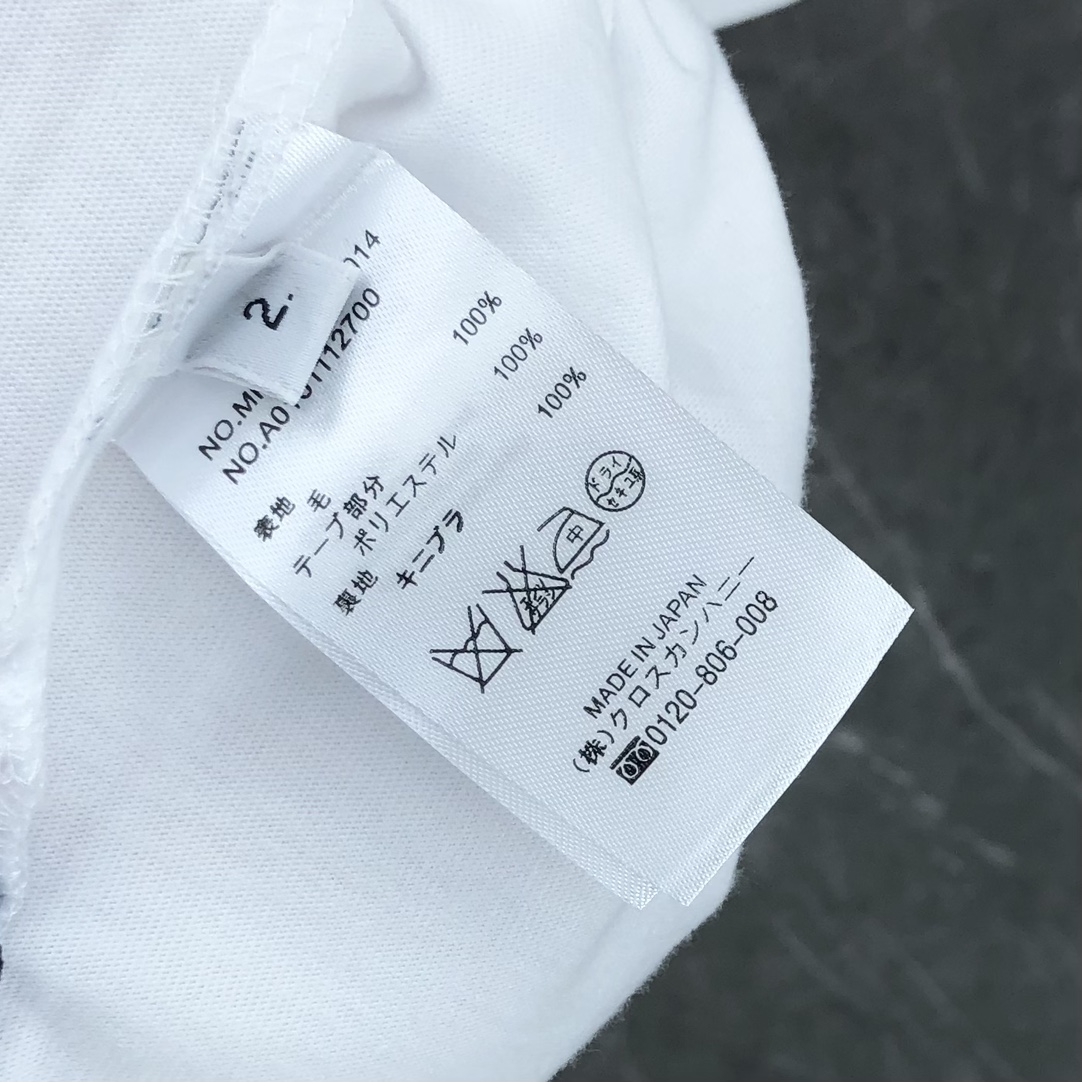 2.
NO.M
014
NO.A0101112700
表地 毛 100%
テープ部分
ポリエステル 100%
裏地 キュプラ 100%
中
ドライ
セキユ系
MADE IN JAPAN
(株)クロスカンパニー
0120-806-008